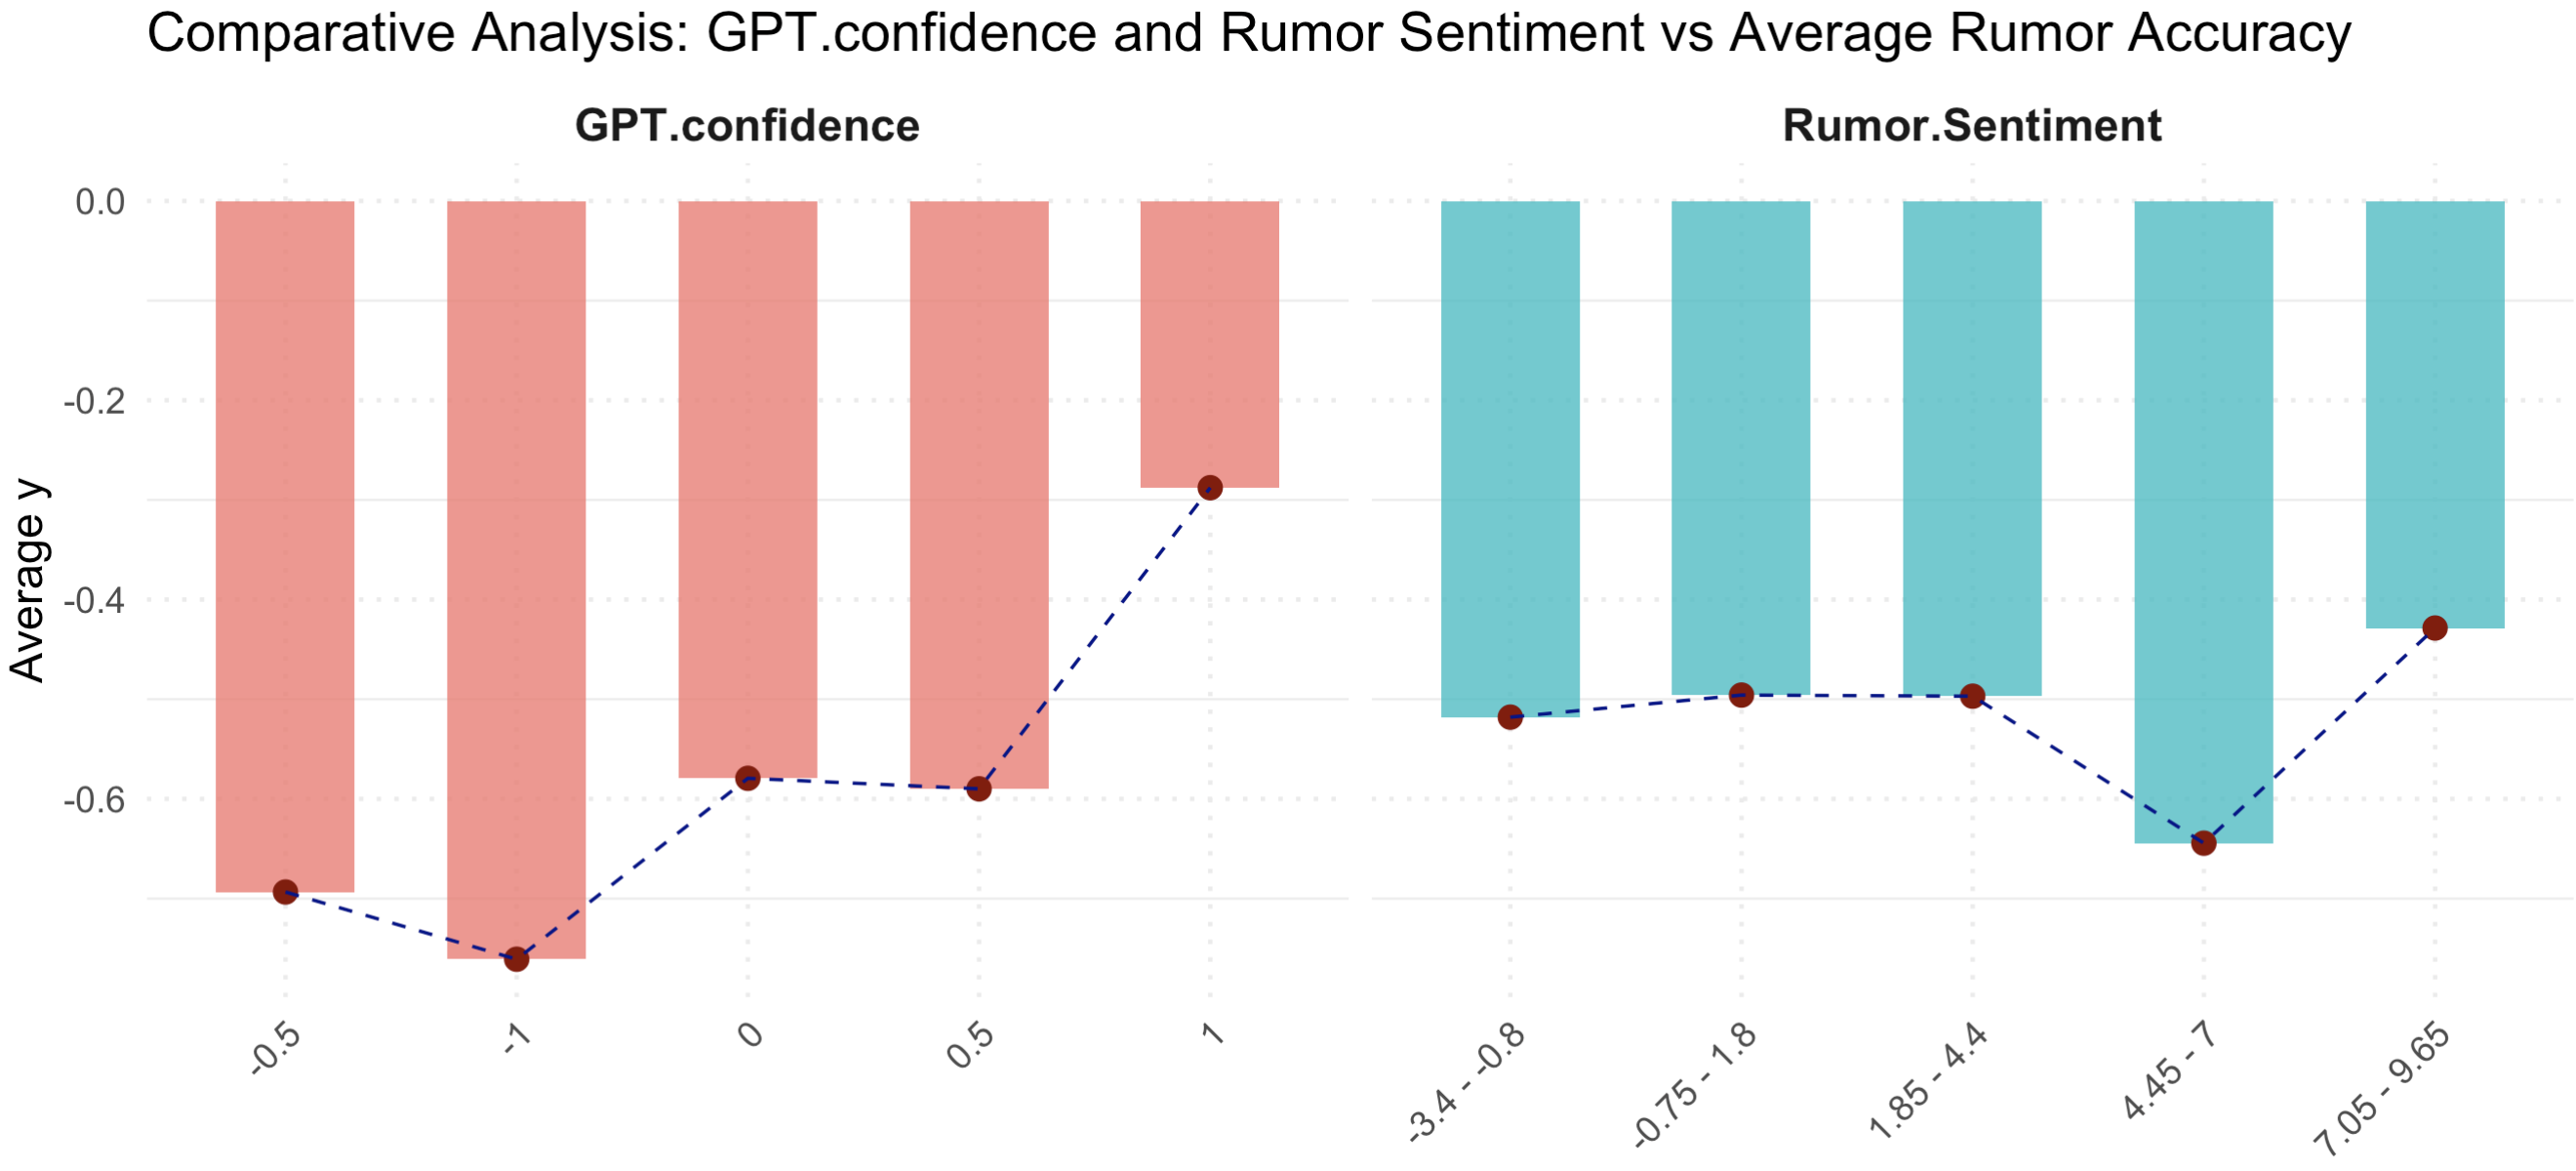 Comparative Analysis: GPT.confidence and Rumor Sentiment vs Average Rumor Accuracy
GPT.confidence
Rumor.Sentiment
Average y
0.0
-0.2
-0.4
-0.6
-0.5
-1
0
0.5
1
-3.4 - -0.8
-0.75 - 1.8
1.85 - 4.4
4.45 - 7
7.05 - 9.65